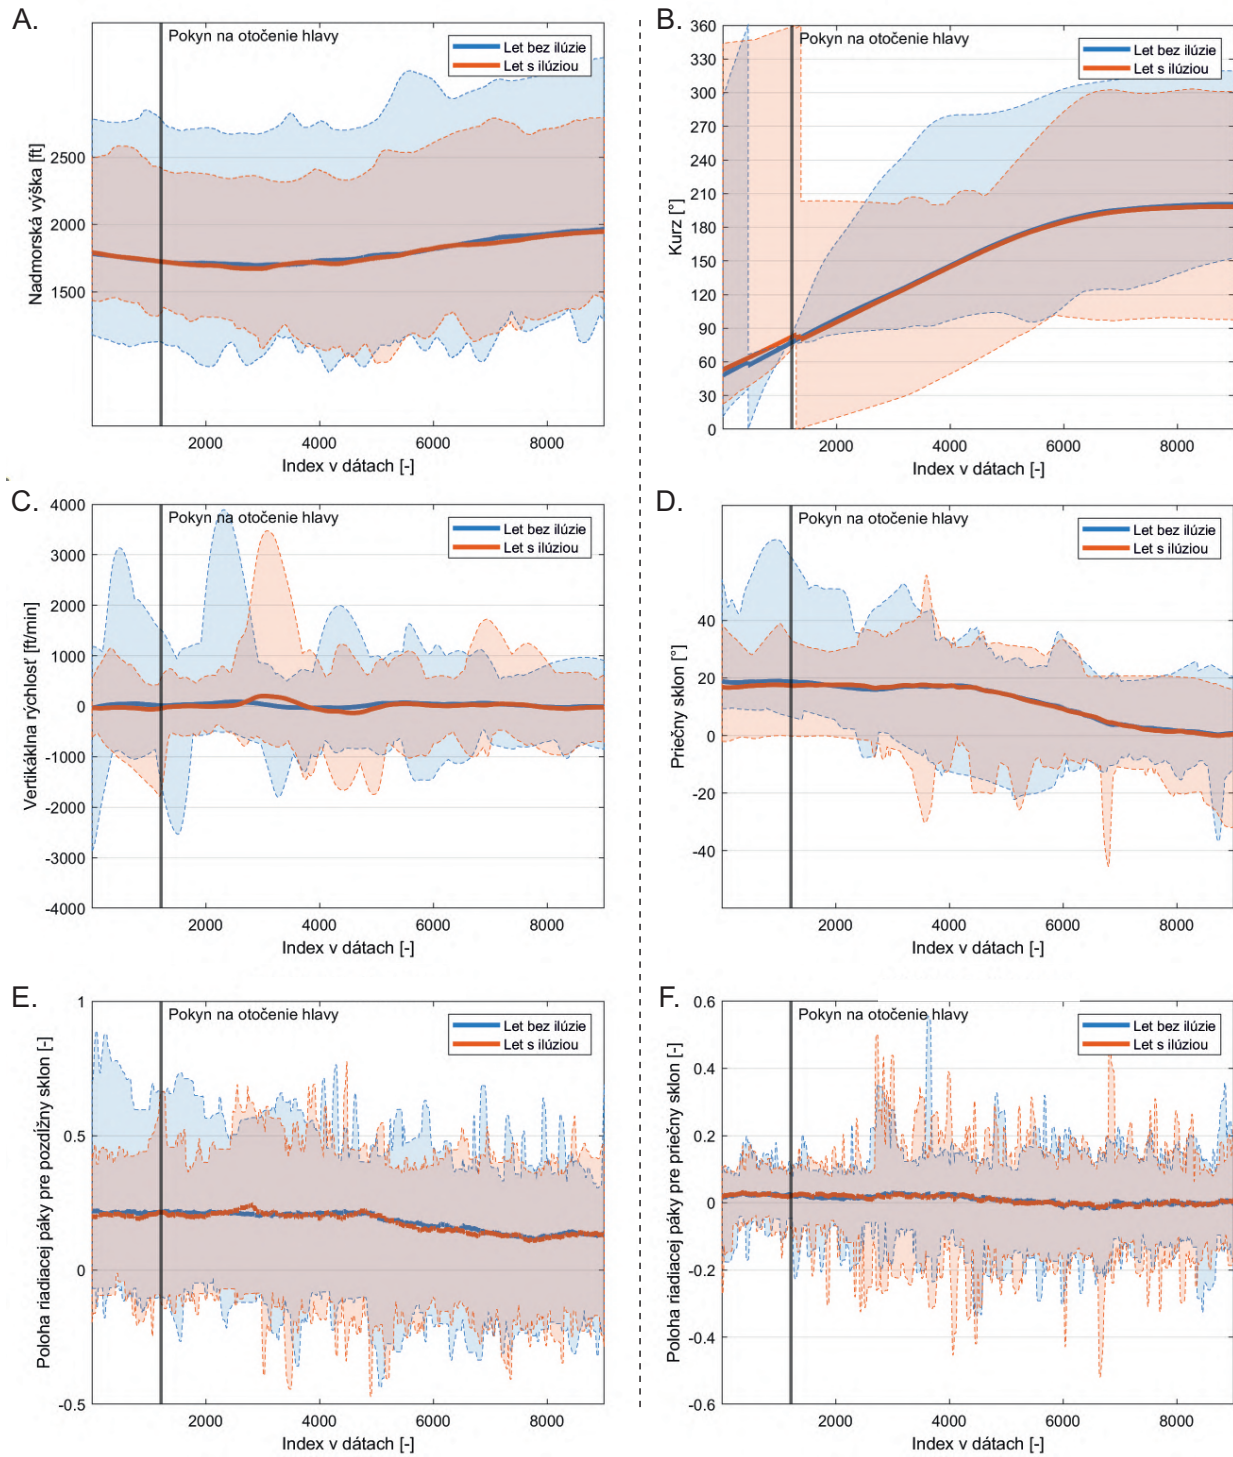 A.
Pokyn na otočenie hlavy
Let bez ilúzie
Let s ilúziou
Nadmorská výška [ft]
2500
2000
1500
2000
4000
6000
8000
Index v dátach [-]
B.
Pokyn na otočenie hlavy
Let bez ilúzie
Let s ilúziou
Kurz [°]
360
330
300
270
240
210
180
150
120
90
60
30
0
2000
4000
6000
8000
Index v dátach [-]
C.
Pokyn na otočenie hlavy
Let bez ilúzie
Let s ilúziou
Vertikáklna rýchlosť [ft/min]
4000
3000
2000
1000
0
-1000
-2000
-3000
-4000
2000
4000
6000
8000
Index v dátach [-]
D.
Pokyn na otočenie hlavy
Let bez ilúzie
Let s ilúziou
Priečny sklon [°]
40
20
0
-20
-40
2000
4000
6000
8000
Index v dátach [-]
E.
Pokyn na otočenie hlavy
Let bez ilúzie
Let s ilúziou
Poloha riadiacej páky pre pozdĺžny sklon [-]
1
0.5
0
-0.5
2000
4000
6000
8000
Index v dátach [-]
F.
Pokyn na otočenie hlavy
Let bez ilúzie
Let s ilúziou
Poloha riadiacej páky pre priečny sklon [-]
0.6
0.4
0.2
0
-0.2
-0.4
-0.6
2000
4000
6000
8000
Index v dátach [-]